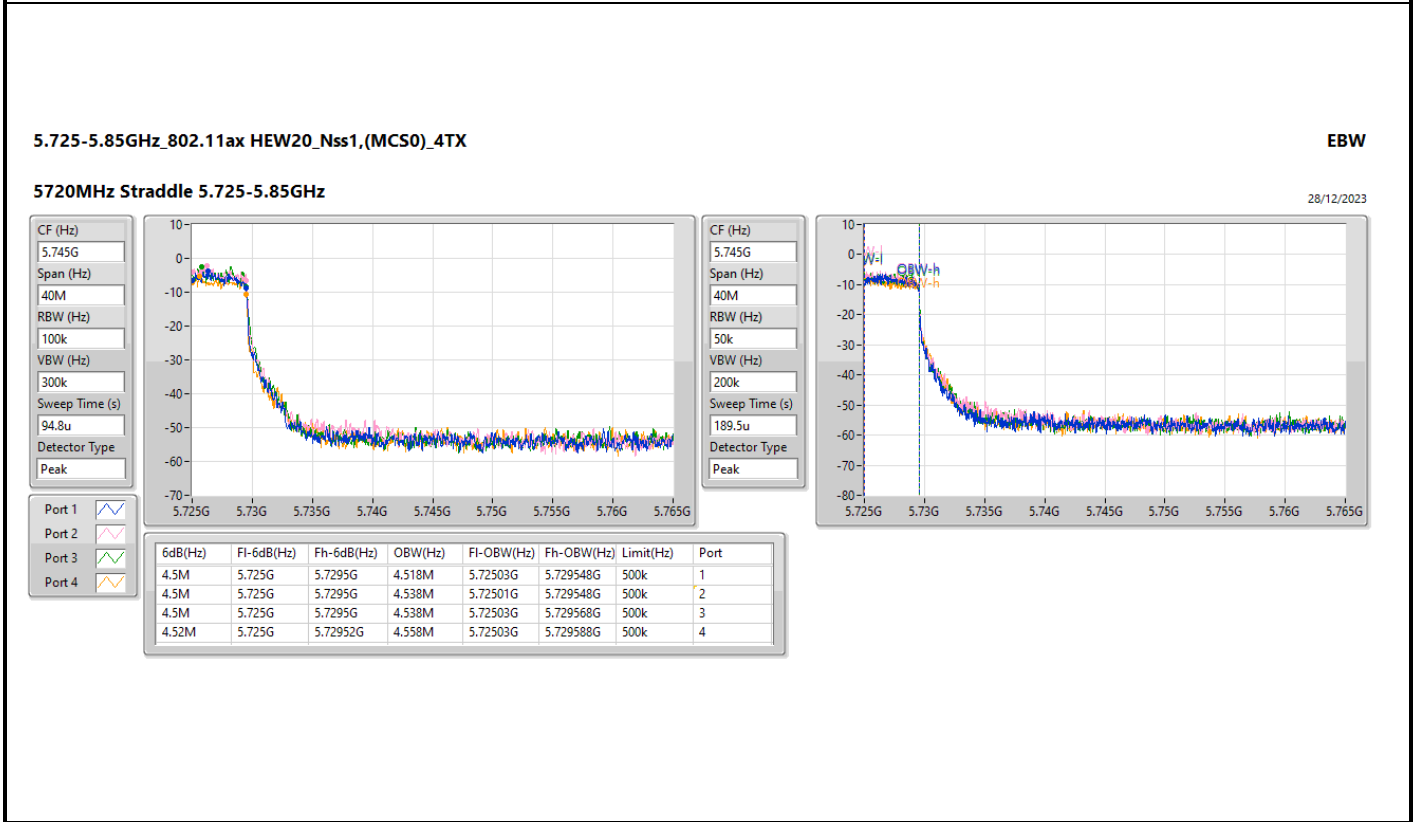 5.725-5.85GHz_802.11ax HEW20_Nss1,(MCS0)_4TX
EBW
5720MHz Straddle 5.725-5.85GHz
28/12/2023
CF (Hz)
5.745G
Span (Hz)
40M
RBW (Hz)
100k
VBW (Hz)
300k
Sweep Time (s)
94.8u
Detector Type
Peak
10
0
-10
-20
-30
-40
-50
-60
-70
5.725G 5.73G 5.735G 5.74G 5.745G 5.75G 5.755G 5.76G 5.765G
CF (Hz)
5.745G
Span (Hz)
40M
RBW (Hz)
50k
VBW (Hz)
200k
Sweep Time (s)
189.5u
Detector Type
Peak
10
0
-10
-20
-30
-40
-50
-60
-70
-80
W-l
OBW-h
5.725G 5.73G 5.735G 5.74G 5.745G 5.75G 5.755G 5.76G 5.765G
Port 1
Port 2
Port 3
Port 4
6dB(Hz) Fl-6dB(Hz) Fh-6dB(Hz) OBW(Hz) Fl-OBW(Hz) Fh-OBW(Hz) Limit(Hz) Port
4.5M 5.725G 5.7295G 4.518M 5.72503G 5.729548G 500k 1
4.5M 5.725G 5.7295G 4.538M 5.72501G 5.729548G 500k 2
4.5M 5.725G 5.7295G 4.538M 5.72503G 5.729568G 500k 3
4.52M 5.725G 5.72952G 4.558M 5.72503G 5.729588G 500k 4